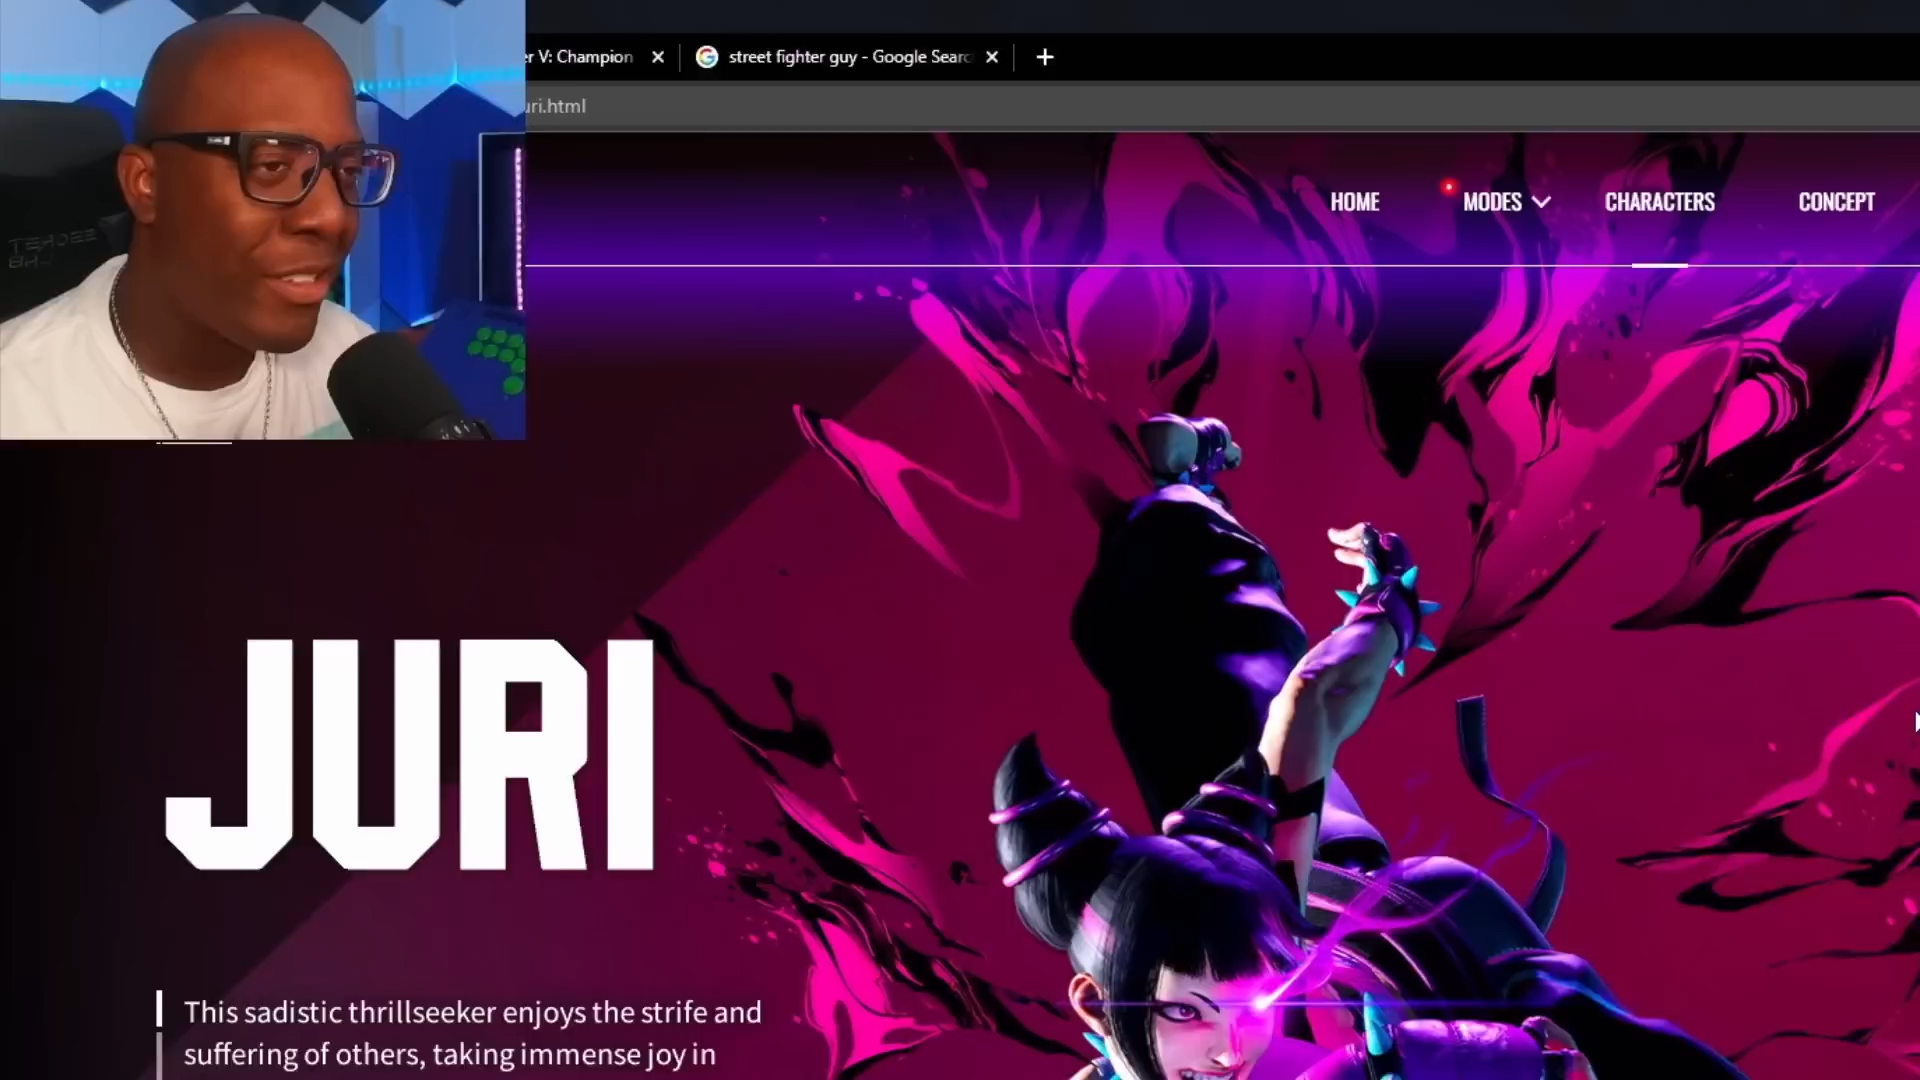 er V: Champion
street fighter guy - Google Searc
uri.html
HOME
MODES
CHARACTERS
CONCEPT
JURI
This sadistic thrillseeker enjoys the strife and
suffering of others, taking immense joy in